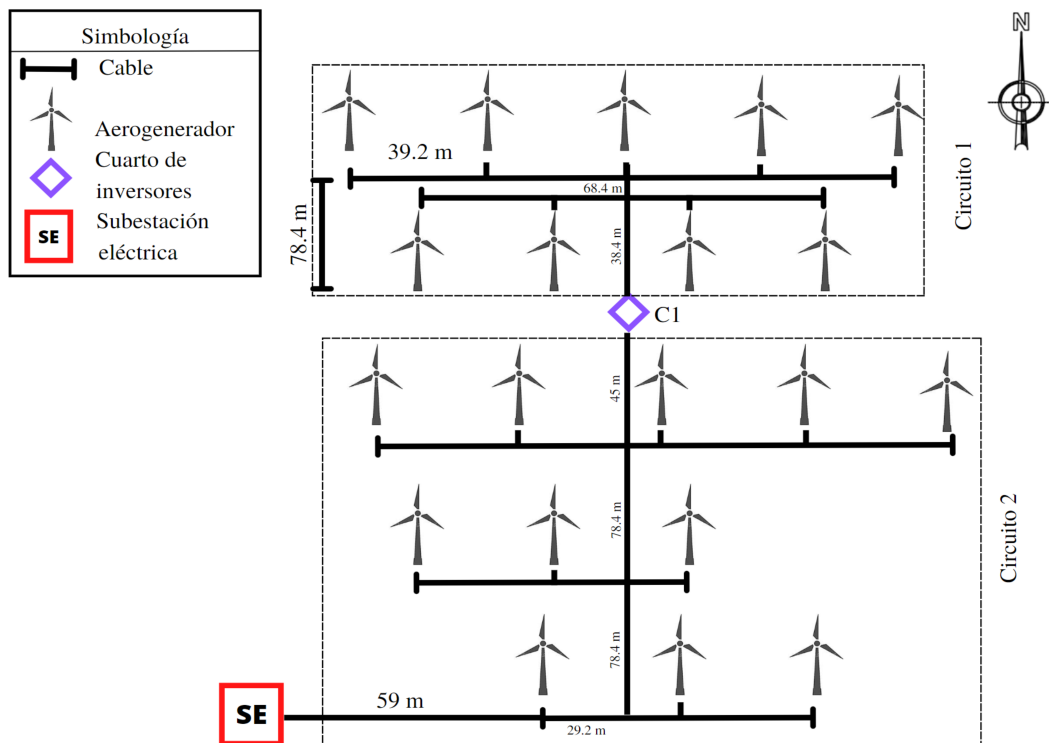 Simbología
Cable
Aerogenerador
Cuarto de
inversores
SE
Subestación
eléctrica
N
39.2 m
68.4 m
78.4 m
38.4 m
Circuito 1
C1
45 m
78.4 m
Circuito 2
78.4 m
SE
59 m
29.2 m